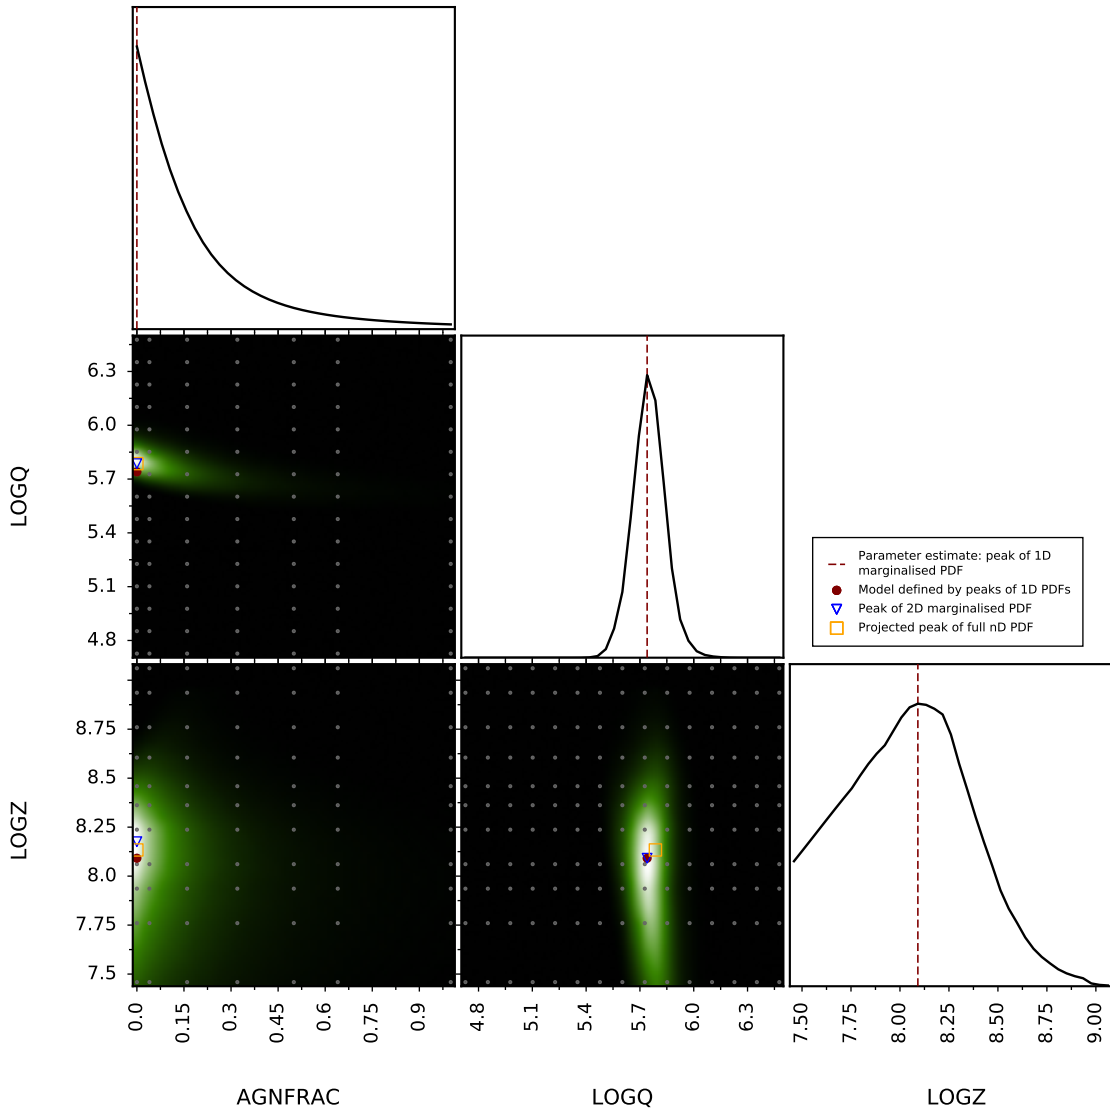 6.3
6.0
5.7
5.4
5.1
4.8
LOGQ
Parameter estimate: peak of 1D
marginalised PDF
Model defined by peaks of 1D PDFs
Peak of 2D marginalised PDF
Projected peak of full nD PDF
8.75
8.5
8.25
8.0
7.75
7.5
LOGZ
0.0 0.15 0.3 0.45 0.6 0.75 0.9
4.8 5.1 5.4 5.7 6.0 6.3
7.50 7.75 8.00 8.25 8.50 8.75 9.00
AGNFRAC LOGQ LOGZ